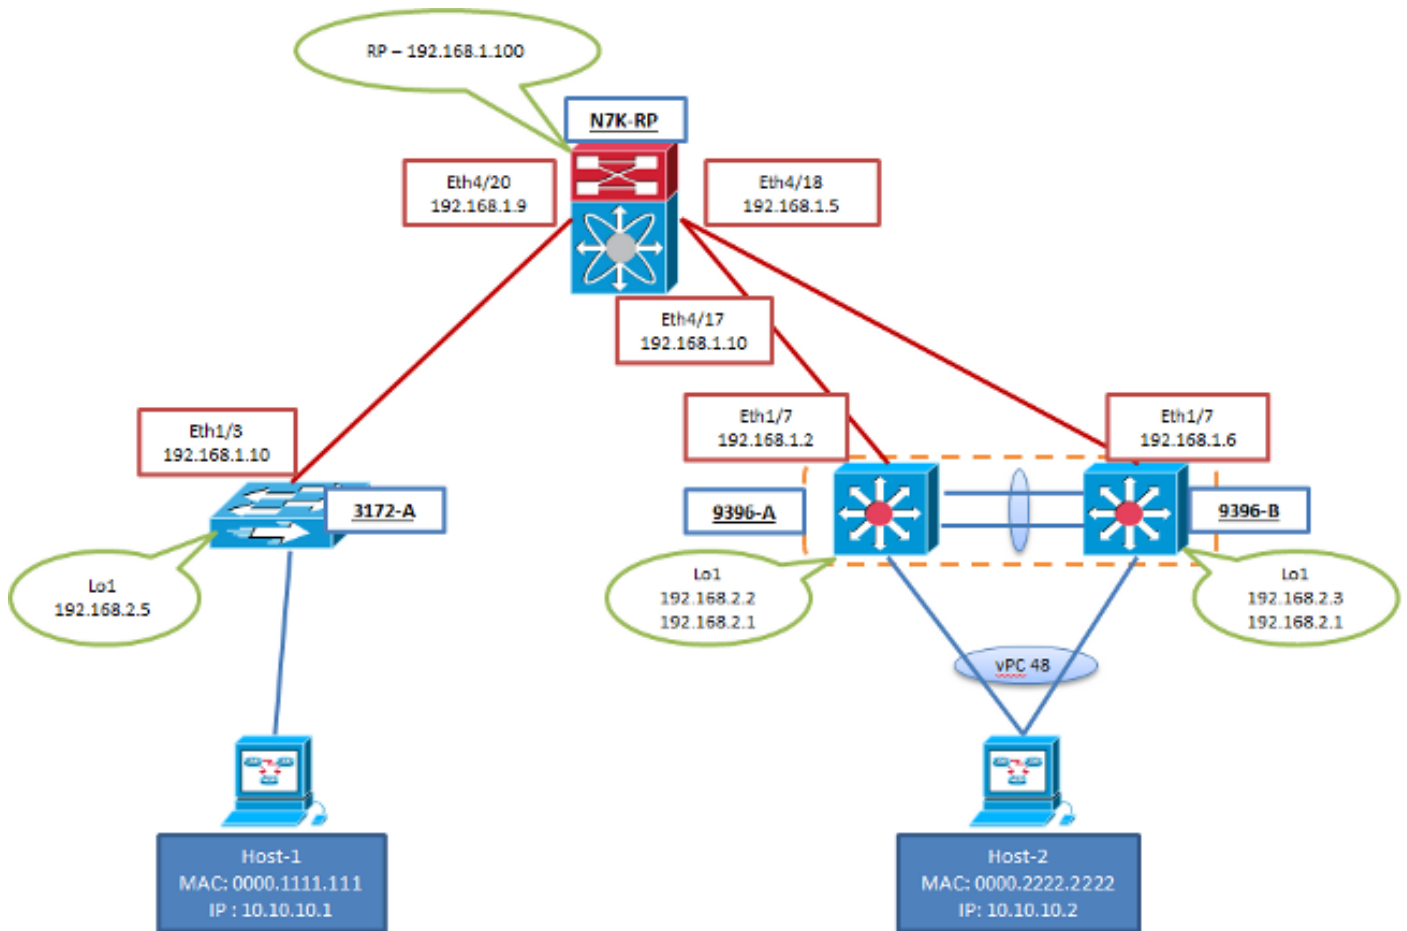 RP – 192.168.1.100
N7K-RP
Eth4/20
192.168.1.9
Eth4/18
192.168.1.5
Eth4/17
192.168.1.10
Eth1/3
192.168.1.10
Eth1/7
192.168.1.2
Eth1/7
192.168.1.6
3172-A
9396-A
9396-B
Lo1
192.168.2.5
Lo1
192.168.2.2
192.168.2.1
Lo1
192.168.2.3
192.168.2.1
vPC 48
Host-1
MAC: 0000.1111.111
IP : 10.10.10.1
Host-2
MAC: 0000.2222.2222
IP: 10.10.10.2